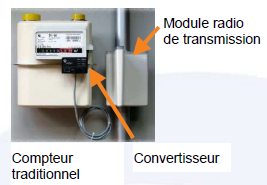 Module radio
de transmission
Compteur
traditionnel
Convertisseur